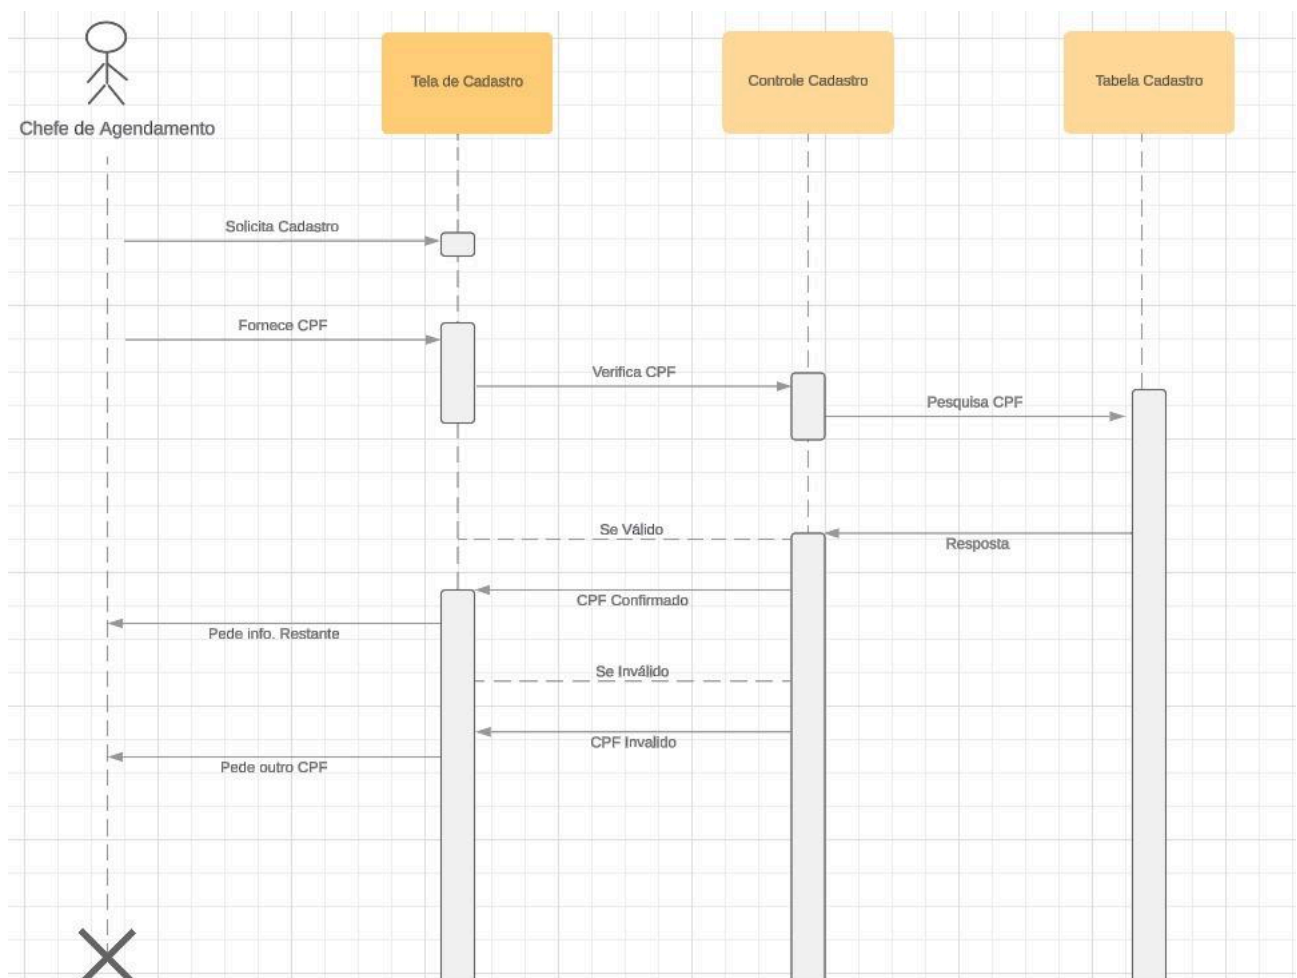 Tela de Cadastro
Controle Cadastro
Tabela Cadastro
Chefe de Agendamento
Solicita Cadastro
Fornece CPF
Verifica CPF
Pesquisa CPF
Se Válido
Resposta
CPF Confirmado
Pede info. Restante
Se Inválido
CPF Invalido
Pede outro CPF